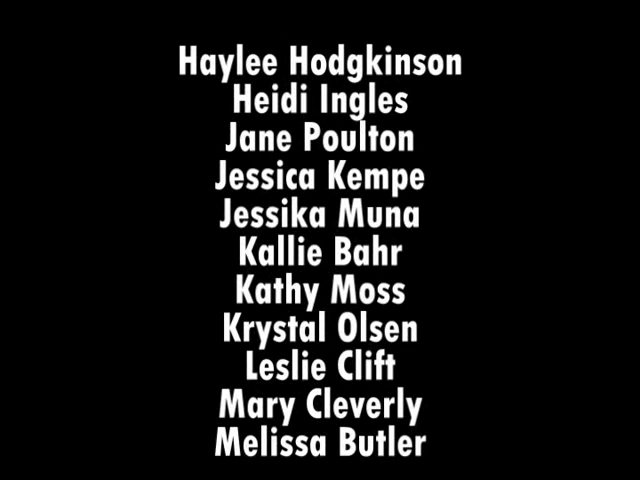 Haylee Hodgkinson
Heidi Ingles
Jane Poulton
Jessica Kempe
Jessika Muna
Kallie Bahr
Kathy Moss
Krystal Olsen
Leslie Clift
Mary Cleverly
Melissa Butler